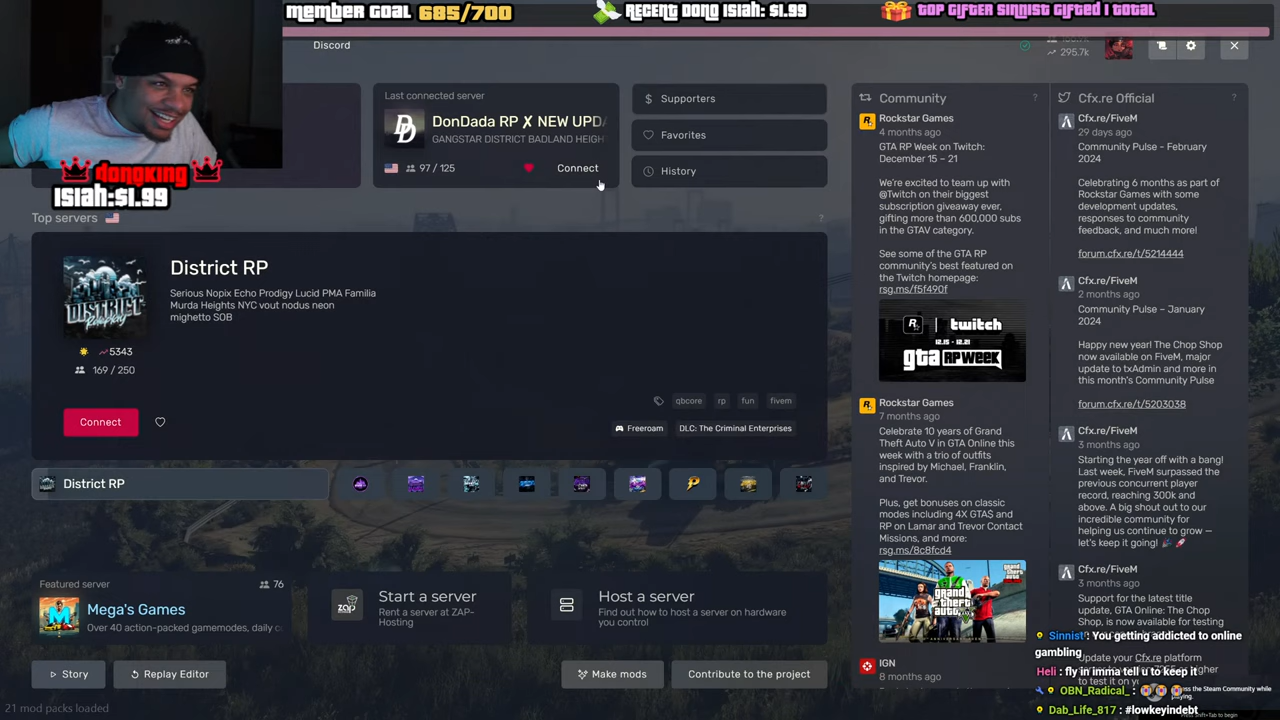 MEMBER GOAL 685/700
RECENT DONO ISIAH: $1.99
TOP GIFTER SINNIST GIFTED 1 TOTAL
Discord
295.7k
dongking
ISIAH:$1.99
Last connected server
DonDada RP ✗ NEW UPDA
GANGSTAR DISTRICT BADLAND HEIGH
97 / 125
Connect
Supporters
Favorites
History
Top servers
?
DISTRICT
Roleplay
District RP
Serious Nopix Echo Prodigy Lucid PMA Familia
Murda Heights NYC vout nodus neon
mighetto SOB
5343
169 / 250
Connect
qbcore
rp
fun
fivem
Freeroam
DLC: The Criminal Enterprises
District RP
Featured server
76
Mega's Games
Over 40 action-packed gamemodes, daily c
ZAP
Start a server
Rent a server at ZAP-
Hosting
Host a server
Find out how to host a server on hardware
you control
Story
Replay Editor
Make mods
Contribute to the project
21 mod packs loaded
Community
?
Rockstar Games
4 months ago
GTA RP Week on Twitch:
December 15 – 21
We're excited to team up with
@Twitch on their biggest
subscription giveaway ever,
gifting more than 600,000 subs
in the GTAV category.
See some of the GTA RP
community's best featured on
the Twitch homepage:
rsg.ms/f5f490f
twitch
12.15 - 12.21
gta RP WEEK
Rockstar Games
7 months ago
Celebrate 10 years of Grand
Theft Auto V in GTA Online this
week with a trio of outfits
inspired by Michael, Franklin,
and Trevor.
Plus, get bonuses on classic
modes including 4X GTA$ and
RP on Lamar and Trevor Contact
Missions, and more:
rsg.ms/8c8fcd4
grand
theft
auto
IGN
8 months ago
Cfx.re Official
?
Cfx.re/FiveM
29 days ago
Community Pulse - February
2024
Celebrating 6 months as part of
Rockstar Games with some
development updates,
responses to community
feedback, and much more!
forum.cfx.re/t/5214444
Cfx.re/FiveM
2 months ago
Community Pulse – January
2024
Happy new year! The Chop Shop
now available on FiveM, major
update to txAdmin and more in
this month's Community Pulse
forum.cfx.re/t/5203038
Cfx.re/FiveM
3 months ago
Starting the year off with a bang!
Last week, FiveM surpassed the
previous concurrent player
record, reaching 300k and
above. A big shout out to our
incredible community for
helping us continue to grow —
let's keep it going!
Cfx.re/FiveM
3 months ago
Support for the latest title
update, GTA Online: The Chop
Shop, is now available for testing
Update your Cfx.re platform
Sinnist: You getting addicted to online
gambling
Heli : fly in imma tell u to keep it
OBN_Radical_ :
Dab_Life_817 : #lowkeyindebt